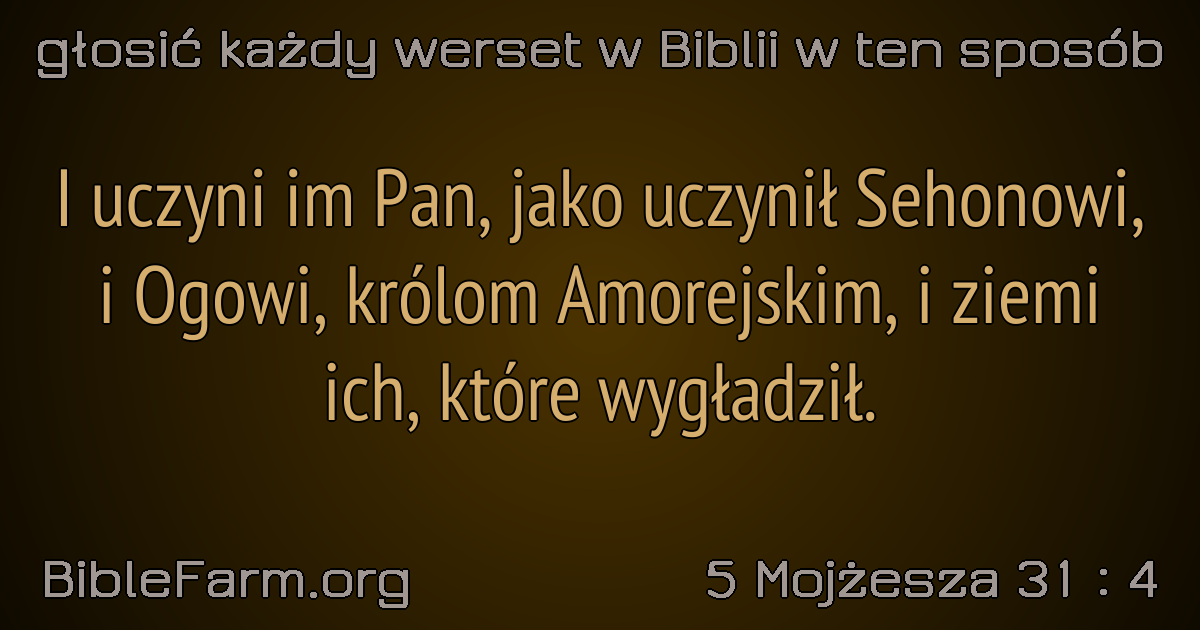 głosić każdy werset w Biblii w ten sposób
I uczyni im Pan, jako uczynił Sehonowi,
i Ogowi, królom Amorejskim, i ziemi
ich, które wygładził.
BibleFarm.org
5 Mojżesza 31 : 4